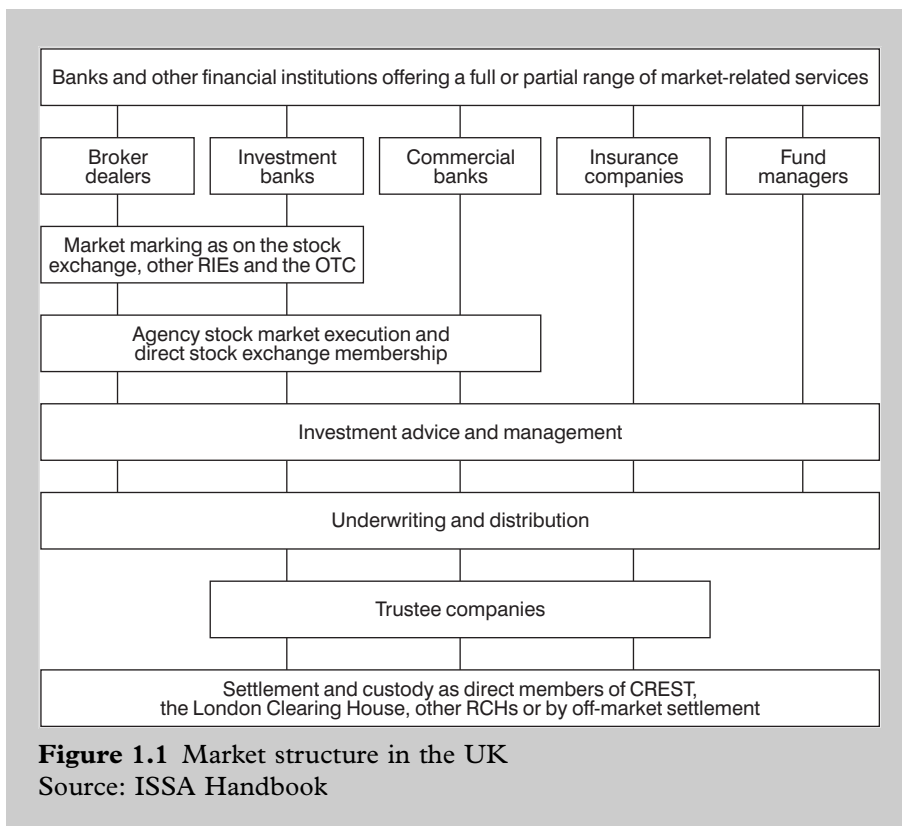 Banks and other financial institutions offering a full or partial range of market-related services
Broker
dealers
Investment
banks
Commercial
banks
Insurance
companies
Fund
managers
Market marking as on the stock
exchange, other RIEs and the OTC
Agency stock market execution and
direct stock exchange membership
Investment advice and management
Underwriting and distribution
Trustee companies
Settlement and custody as direct members of CREST,
the London Clearing House, other RCHs or by off-market settlement
Figure 1.1 Market structure in the UK
Source: ISSA Handbook